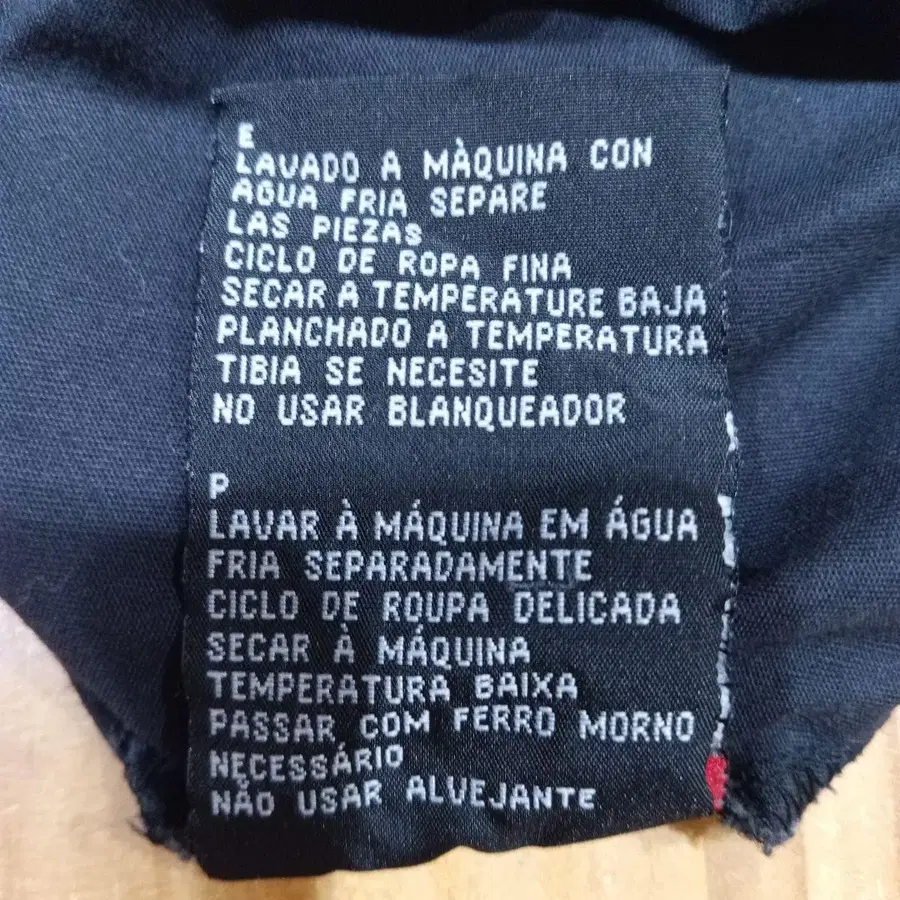 E
LAVADO A MÀQUINA CON
AGUA FRIA SEPARE
LAS PIEZAS
CICLO DE ROPA FINA
SECAR A TEMPERATURE BAJA
PLANCHADO A TEMPERATURA
TIBIA SE NECESITE
NO USAR BLANQUEADOR
P
LAVAR À MÁQUINA EM ÁGUA
FRIA SEPARADAMENTE
CICLO DE ROUPA DELICADA
SECAR À MÁQUINA
TEMPERATURA BAIXA
PASSAR COM FERRO MORNO
NECESSÁRIO
NÃO USAR ALVEJANTE